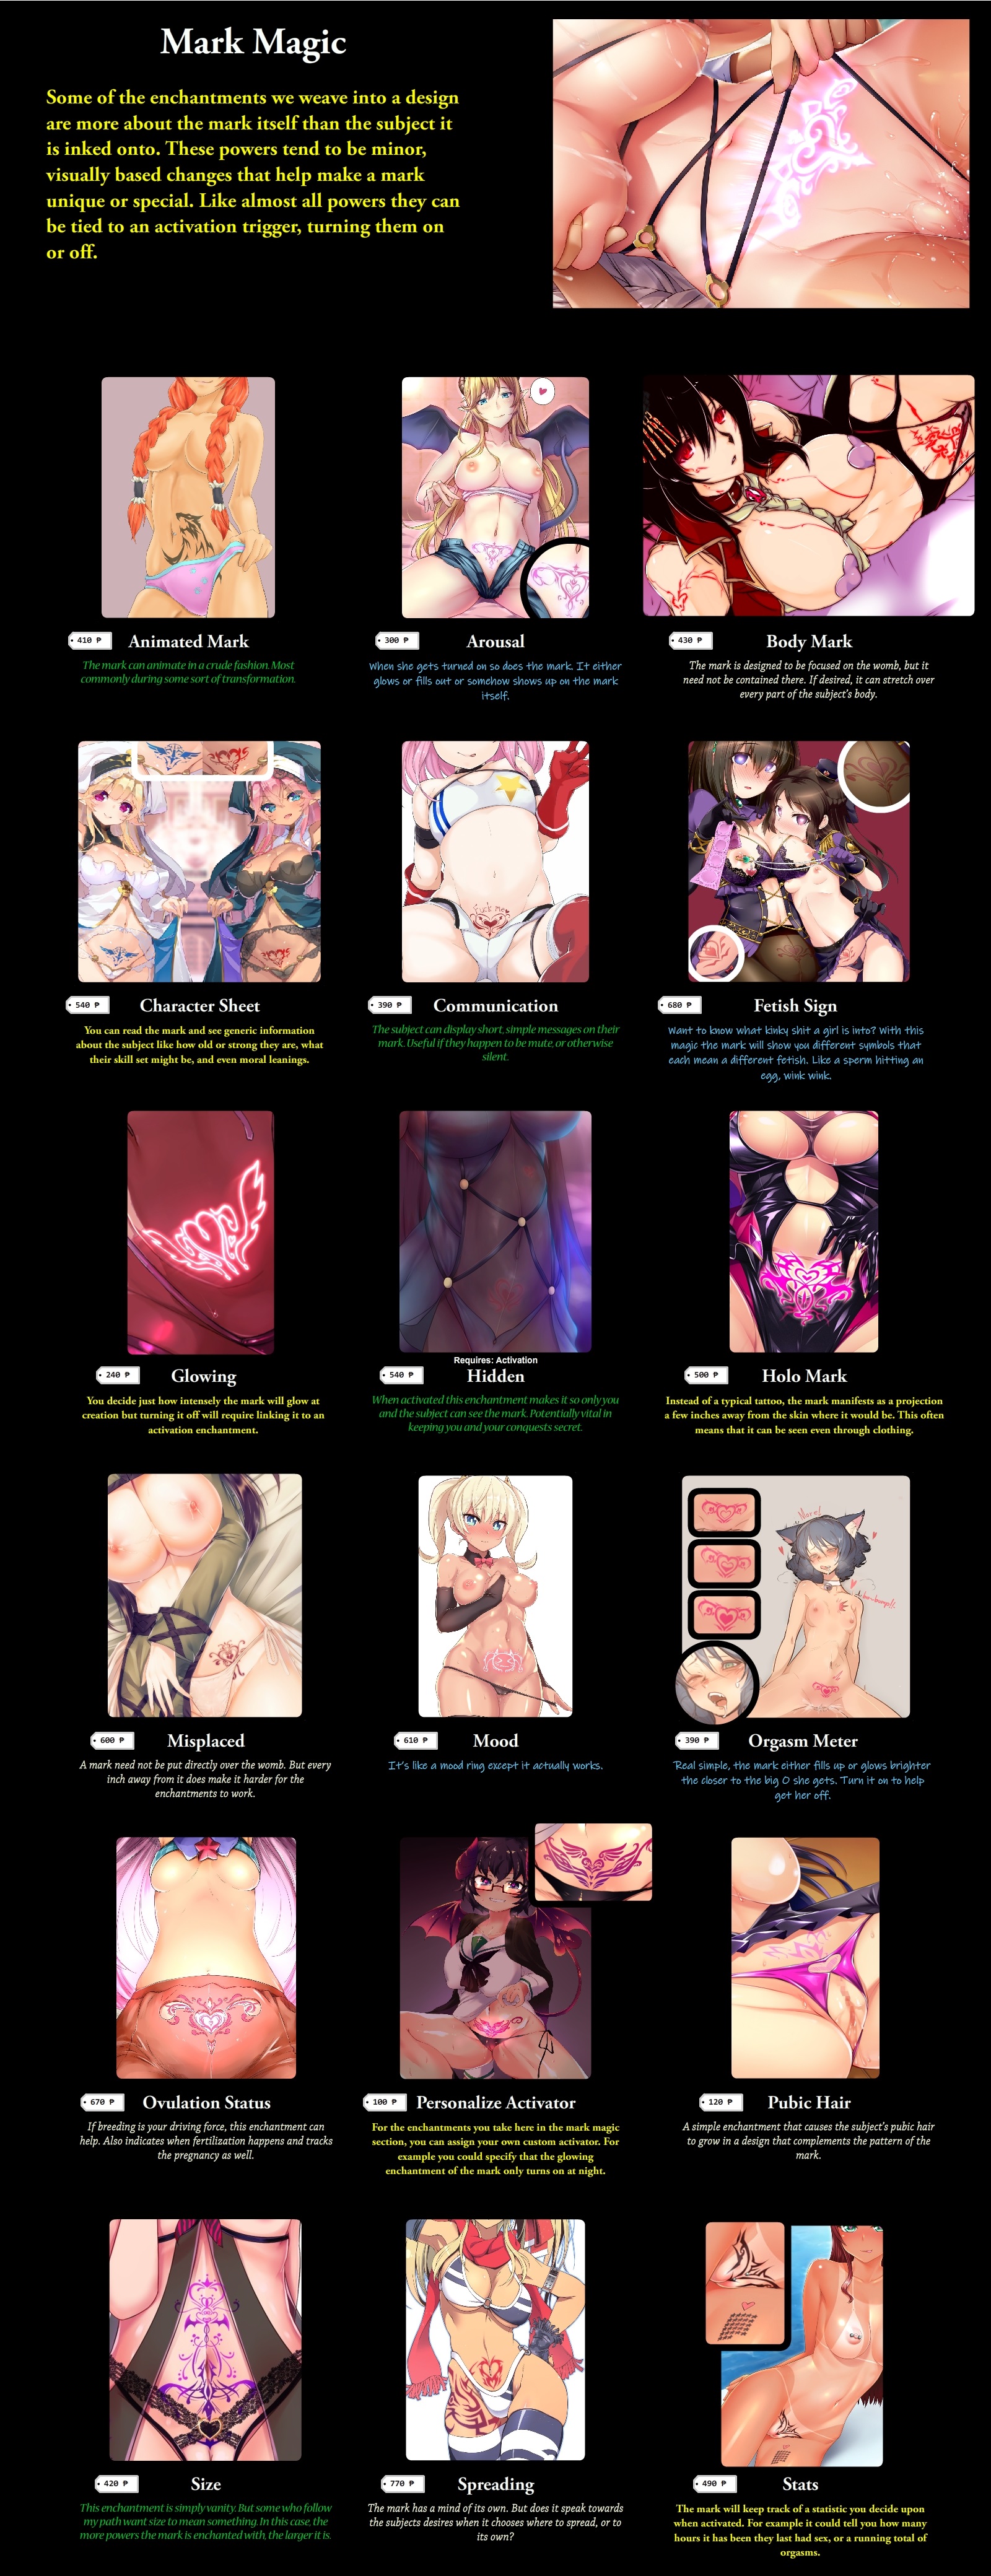 Mark Magic
Some of the enchantments we weave into a design
are more about the mark itself than the subject it
is inked onto. These powers tend to be minor,
visually based changes that help make a mark
unique or special. Like almost all powers they can
be tied to an activation trigger, turning them on
or off.
410 ₱ Animated Mark
The mark can animate in a crude fashion. Most
commonly during some sort of transformation.
300 ₱ Arousal
When she gets turned on so does the mark. It either
glows or fills out or somehow shows up on the mark
itself.
430 ₱ Body Mark
The mark is designed to be focused on the womb, but it
need not be contained there. If desired, it can stretch over
every part of the subject's body.
540 ₱ Character Sheet
You can read the mark and see generic information
about the subject like how old or strong they are, what
their skill set might be, and even moral leanings.
Fuck me♥
390 ₱ Communication
The subject can display short, simple messages on their
mark. Useful if they happen to be mute, or otherwise
silent.
680 ₱ Fetish Sign
Want to know what kinky shit a girl is into? With this
magic the mark will show you different symbols that
each mean a different fetish. Like a sperm hitting an
egg, wink wink.
240 ₱ Glowing
You decide just how intensely the mark will glow at
creation but turning it off will require linking it to an
activation enchantment.
Requires: Activation
540 ₱ Hidden
When activated this enchantment makes it so only you
and the subject can see the mark. Potentially vital in
keeping you and your conquests secret.
500 ₱ Holo Mark
Instead of a typical tattoo, the mark manifests as a projection
a few inches away from the skin where it would be. This often
means that it can be seen even through clothing.
600 ₱ Misplaced
A mark need not be put directly over the womb. But every
inch away from it does make it harder for the
enchantments to work.
610 ₱ Mood
It's like a mood ring except it actually works.
More!
390 ₱ Orgasm Meter
Real simple, the mark either fills up or glows brighter
the closer to the big O she gets. Turn it on to help
get her off.
670 ₱ Ovulation Status
If breeding is your driving force, this enchantment can
help. Also indicates when fertilization happens and tracks
the pregnancy as well.
100 ₱ Personalize Activator
For the enchantments you take here in the mark magic
section, you can assign your own custom activator. For
example you could specify that the glowing
enchantment of the mark only turns on at night.
120 ₱ Pubic Hair
A simple enchantment that causes the subject's pubic hair
to grow in a design that complements the pattern of the
mark.
420 ₱ Size
This enchantment is simply vanity. But some who follow
my path want size to mean something. In this case, the
more powers the mark is enchanted with, the larger it is.
770 ₱ Spreading
The mark has a mind of its own. But does it speak towards
the subjects desires when it chooses where to spread, or to
its own?
490 ₱ Stats
The mark will keep track of a statistic you decide upon
when activated. For example it could tell you how many
hours it has been they last had sex, or a running total of
orgasms.